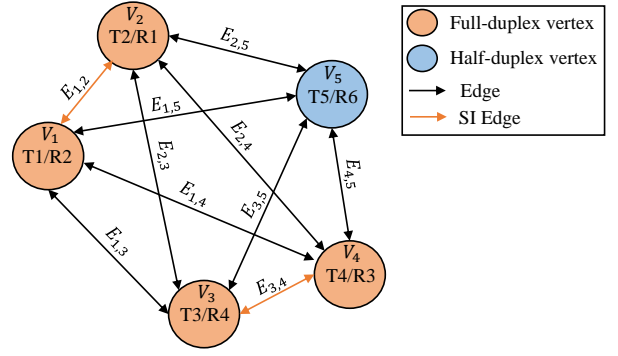 V₂
T2/R1
E₂,₅
V₅
T5/R6
E₁,₂
E₁,₅
V₁
T1/R2
E₂,₃
E₂,₄
E₁,₄
E₃,₅
E₄,₅
E₁,₃
V₄
T4/R3
E₃,₄
V₃
T3/R4
Full-duplex vertex
Half-duplex vertex
Edge
SI Edge